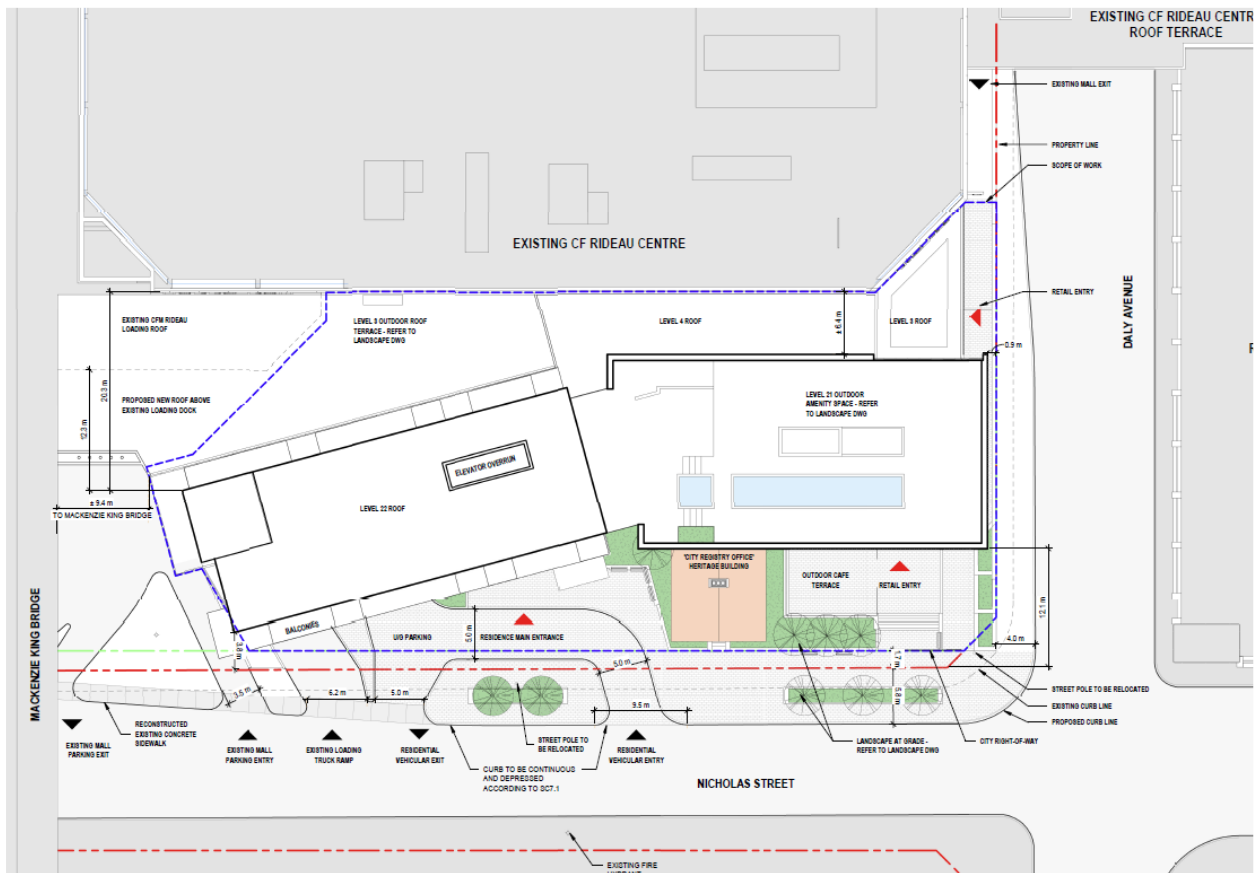 EXISTING CF RIDEAU CENTR
ROOF TERRACE
EXISTING MALL EXIT
PROPERTY LINE
SCOPE OF WORK
EXISTING CF RIDEAU CENTRE
RETAIL ENTRY
DALY AVENUE
EXISTING CFM RIDEAU
LOADING ROOF
LEVEL 3 OUTDOOR ROOF
TERRACE - REFER TO
LANDSCAPE DWG
LEVEL 4 ROOF
± 6.4 m
0.9 m
20.3 m
12.3 m
PROPOSED NEW ROOF ABOVE
EXISTING LOADING DOCK
LEVEL 21 OUTDOOR
AMENITY SPACE - REFER
TO LANDSCAPE DWG
ELEVATOR OVERRUN
± 9.4 m
TO MACKENZIE KING BRIDGE
LEVEL 22 ROOF
'CITY REGISTRY OFFICE'
HERITAGE BUILDING
OUTDOOR CAFE
TERRACE
RETAIL ENTRY
12.1 m
MACKENZIE KING BRIDGE
BALCONIES
U/G PARKING
RESIDENCE MAIN ENTRANCE
5.0 m
3.8 m
1.7 m
4.0 m
5.0 m
3.5 m
6.2 m
5.0 m
9.5 m
5.8 m
STREET POLE TO BE RELOCATED
EXISTING CURB LINE
PROPOSED CURB LINE
RECONSTRUCTED
EXISTING CONCRETE
SIDEWALK
EXISTING MALL
PARKING EXIT
EXISTING MALL
PARKING ENTRY
EXISTING LOADING
TRUCK RAMP
RESIDENTIAL
VEHICULAR EXIT
STREET POLE TO
BE RELOCATED
RESIDENTIAL
VEHICULAR ENTRY
LANDSCAPE AT GRADE -
REFER TO LANDSCAPE DWG
CITY RIGHT-OF-WAY
CURB TO BE CONTINUOUS
AND DEPRESSED
ACCORDING TO SC7.1
NICHOLAS STREET
EXISTING FIRE